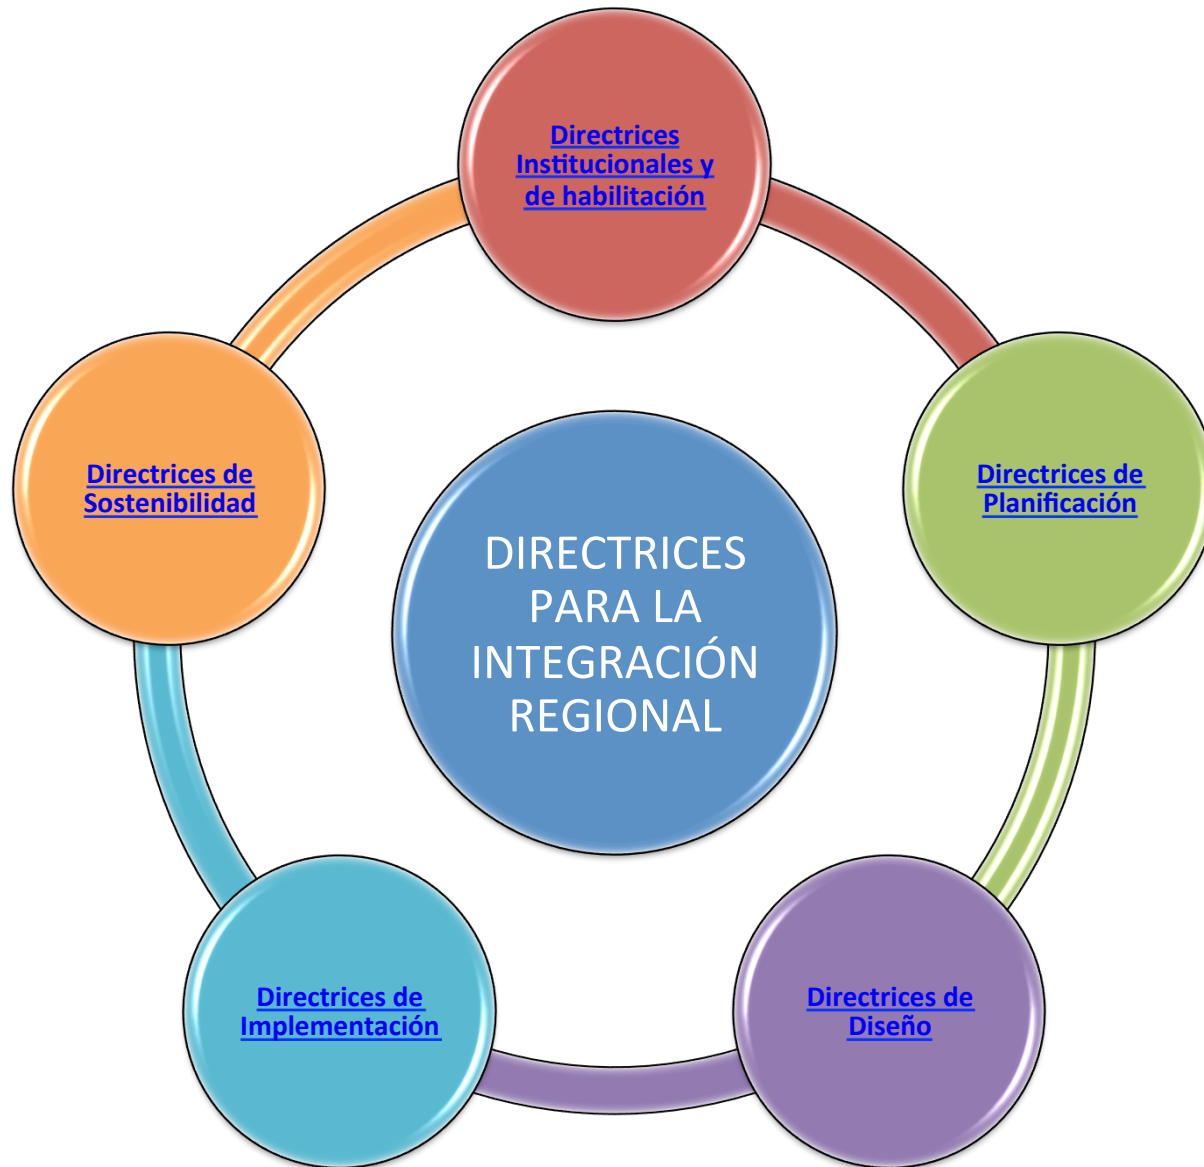 Directrices
Institucionales y
de habilitación
Directrices de
Sostenibilidad
Directrices de
Planificación
DIRECTRICES
PARA LA
INTEGRACIÓN
REGIONAL
Directrices de
Implementación
Directrices de
Diseño